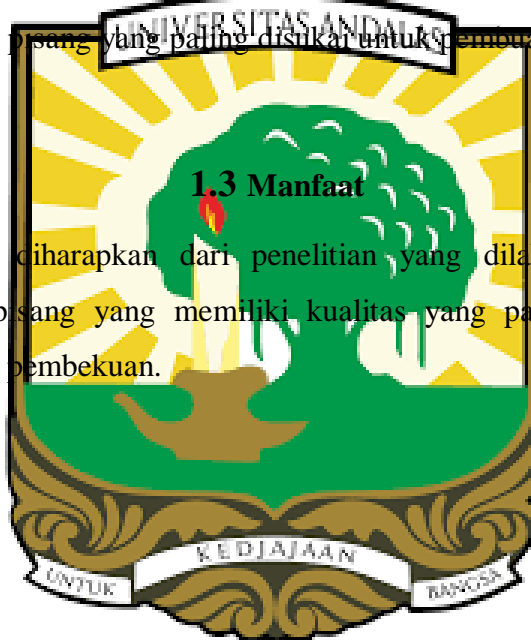 UNIVERSITAS ANDALAS
pisang yang paling disukai untuk pembua
1.3 Manfaat
diharapkan dari penelitian yang dila
pisang yang memiliki kualitas yang pa
pembekuan.
KEDJAJAAN
UNTUK BANGSA